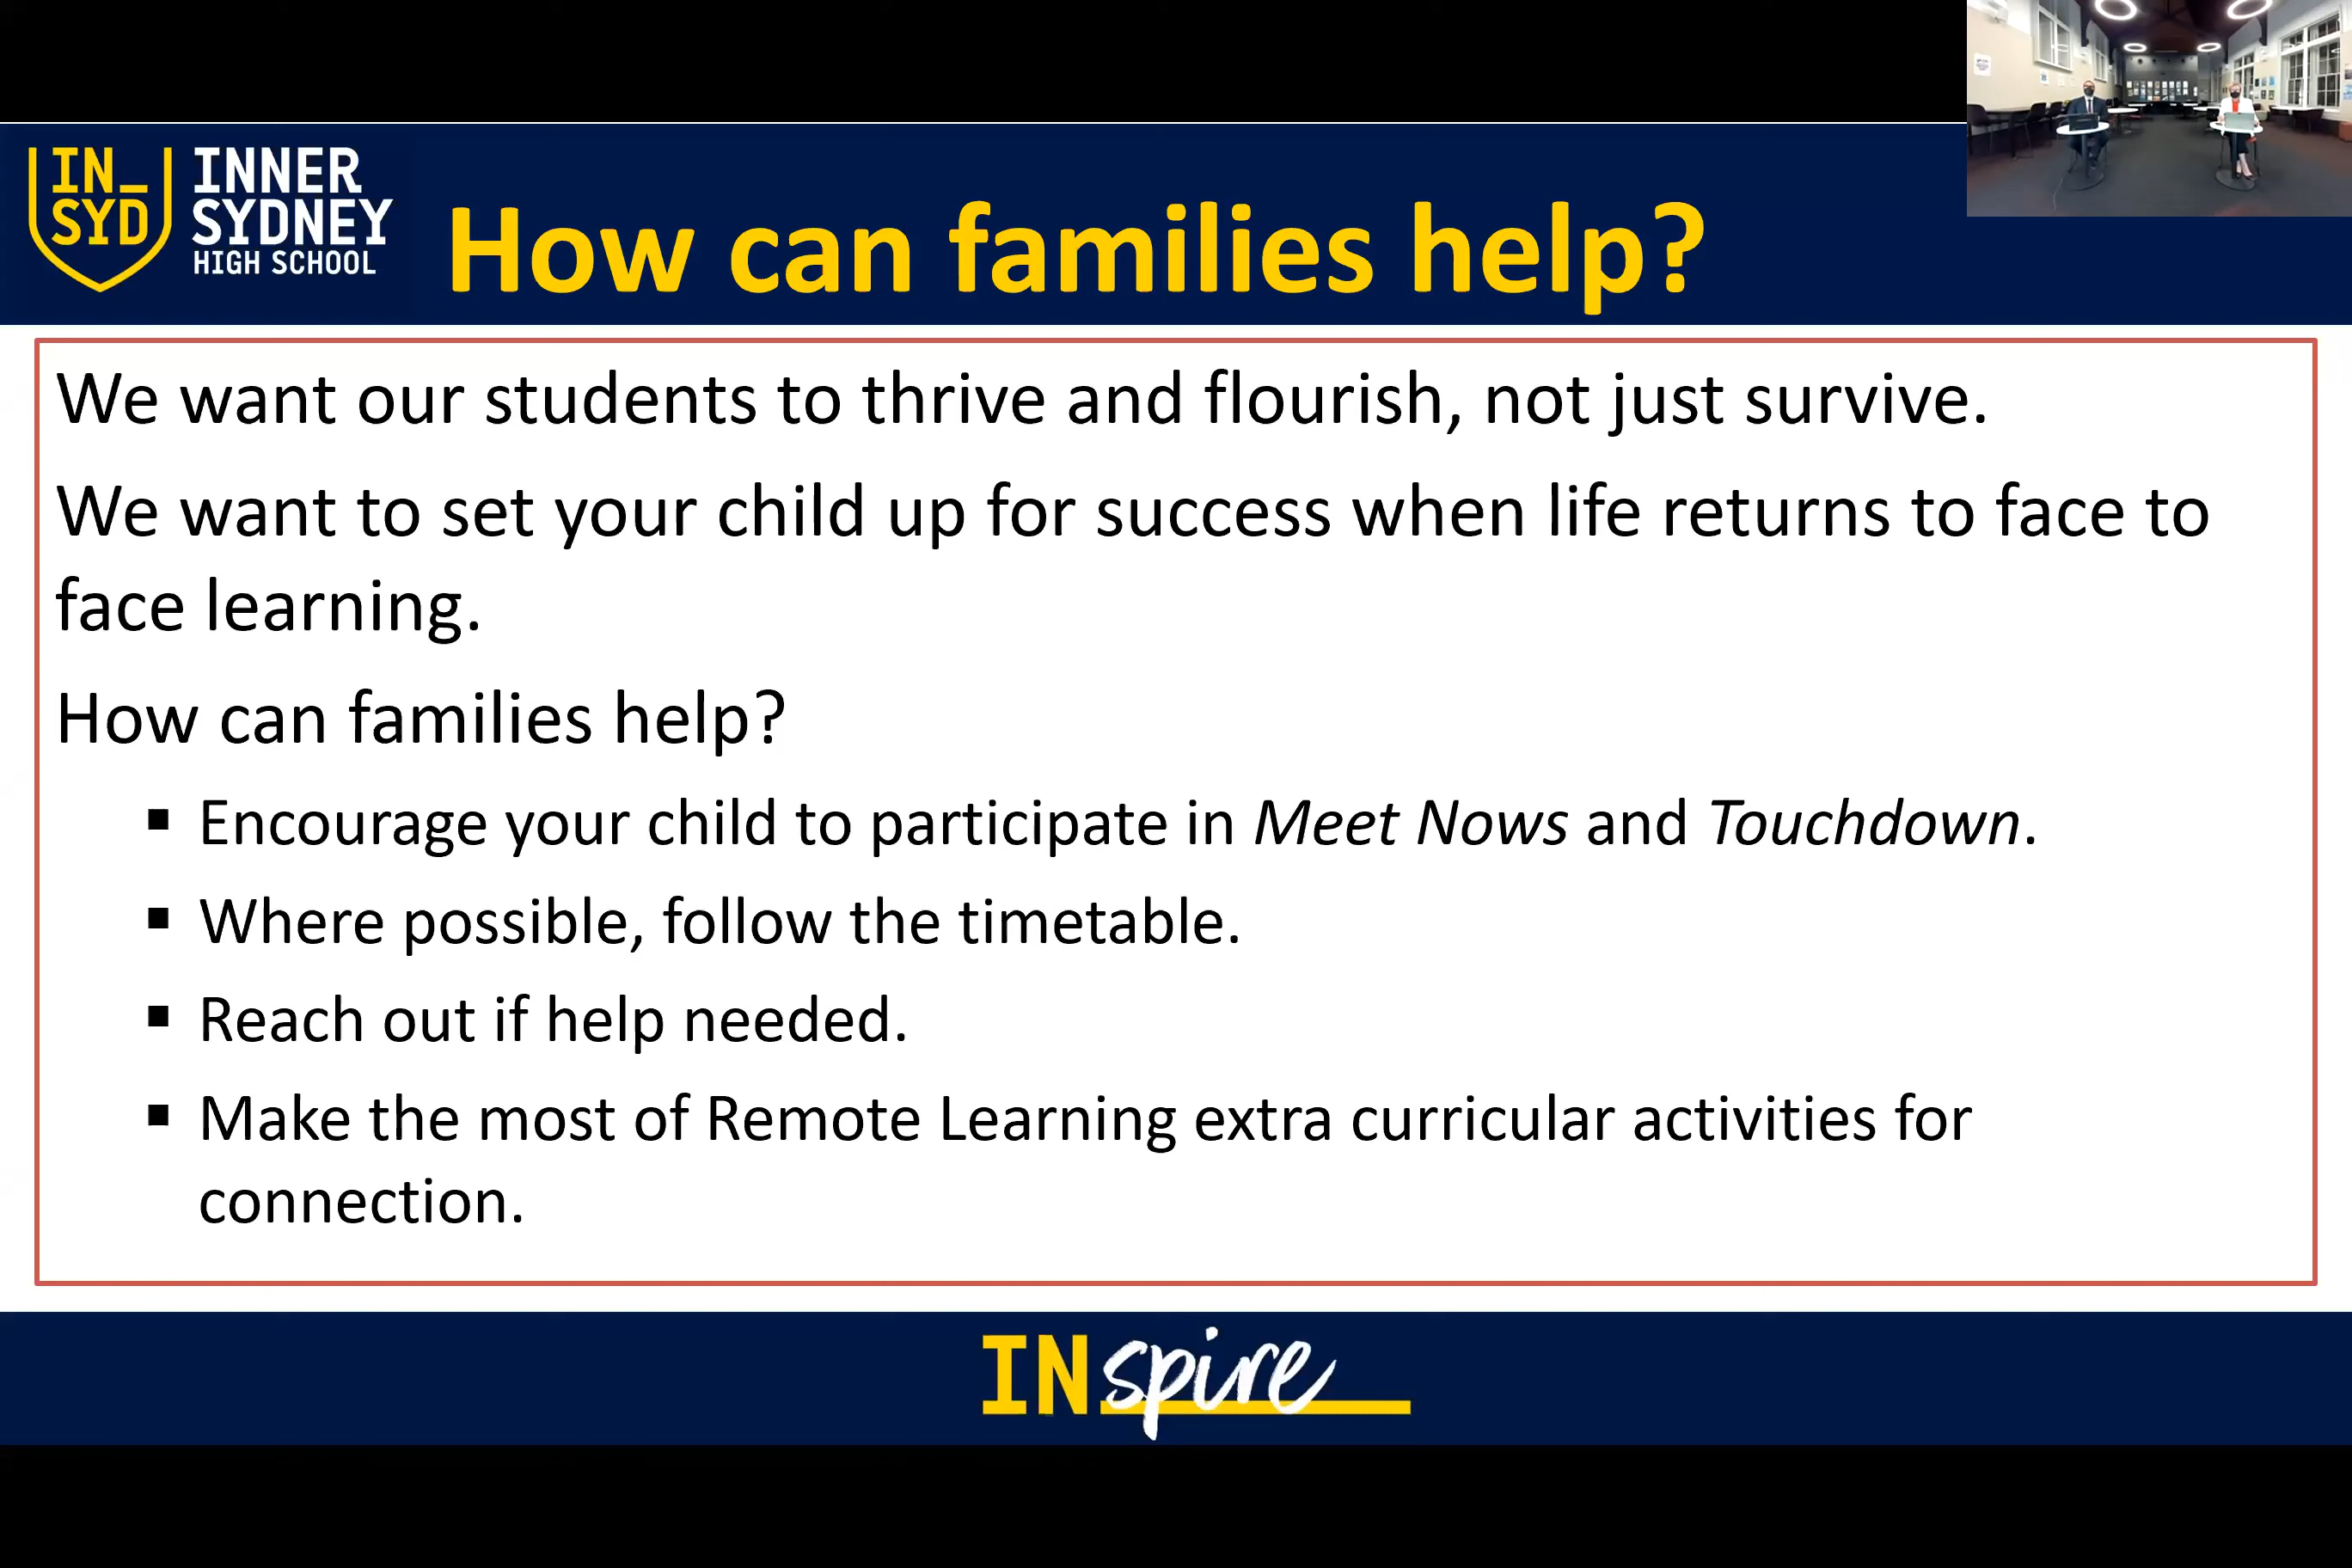 IN_
SYD
INNER
SYDNEY
HIGH SCHOOL
How can families help?
We want our students to thrive and flourish, not just survive.
We want to set your child up for success when life returns to face to
face learning.
How can families help?
▪ Encourage your child to participate in Meet Nows and Touchdown.
▪ Where possible, follow the timetable.
▪ Reach out if help needed.
▪ Make the most of Remote Learning extra curricular activities for
connection.
INspire